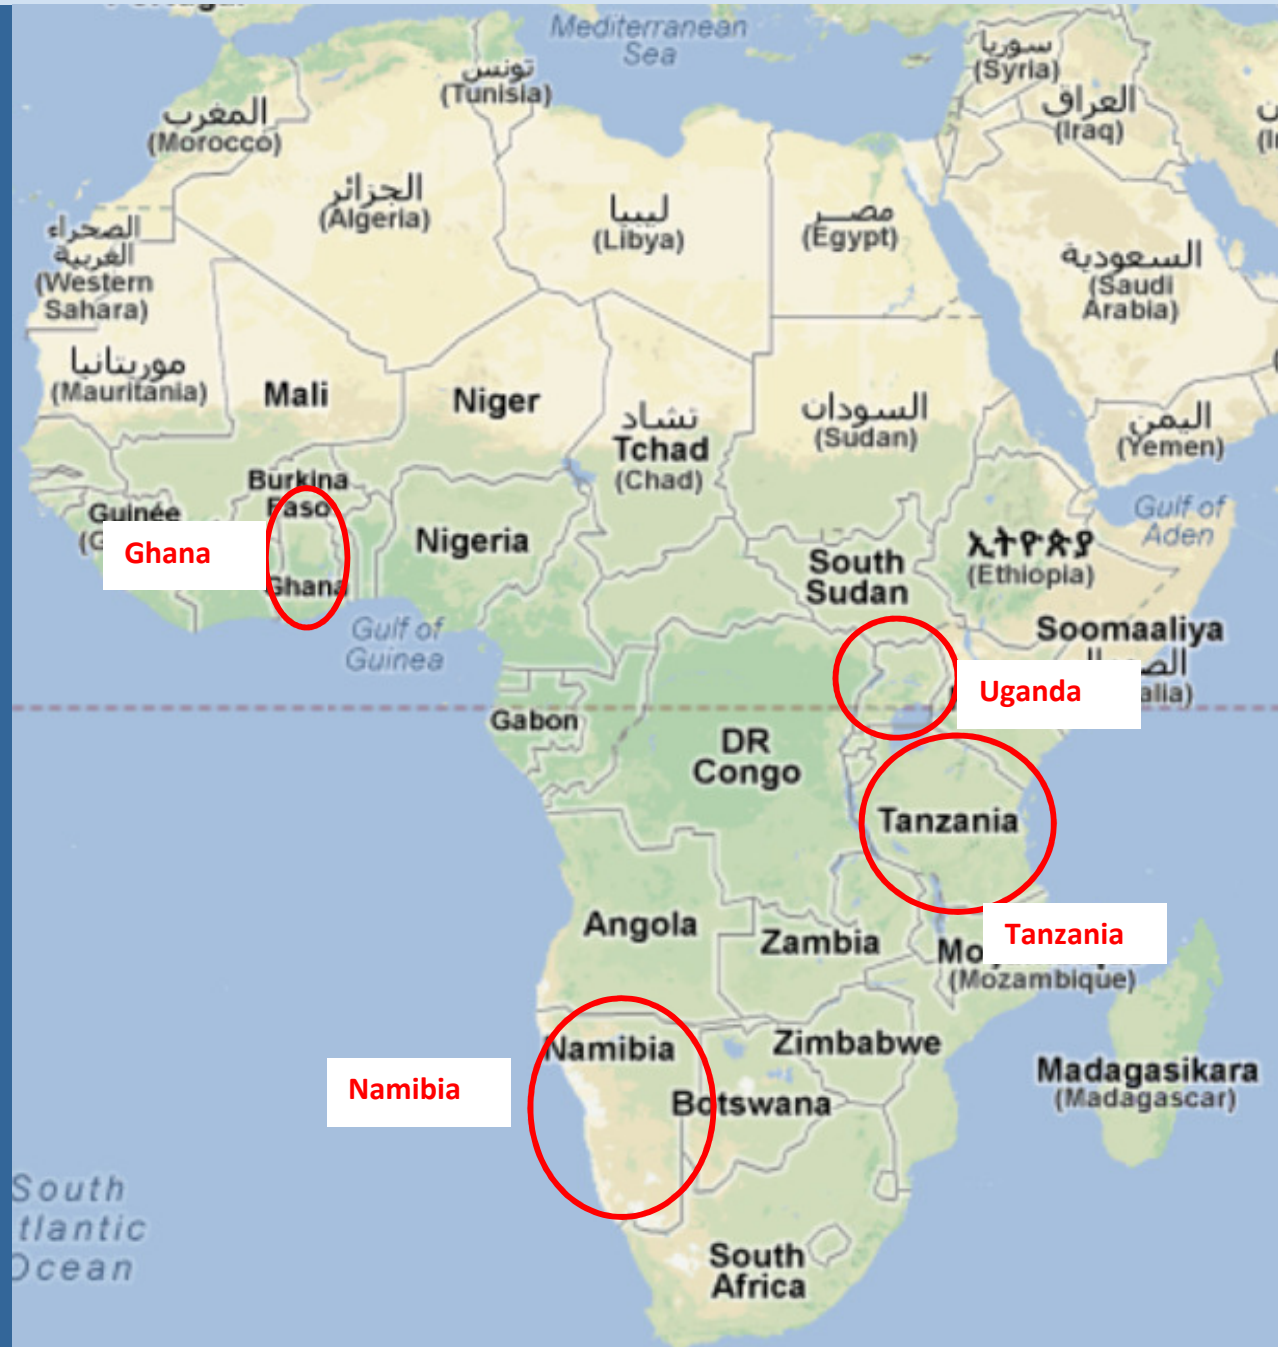 Mediterranean
Sea
سوريا
(Syria)
تونس
(Tunisia)
العراق
(Iraq)
المغرب
(Morocco)
الجزائر
(Algeria)
ليبيا
(Libya)
مصر
(Egypt)
الصحراء
الغربية
(Western
Sahara)
السعودية
(Saudi
Arabia)
موريتانيا
(Mauritania)
Mali
Niger
تشاد
Tchad
(Chad)
السودان
(Sudan)
اليمن
(Yemen)
Burkina
Faso
Guinée
Nigeria
Gulf of
Aden
Ghana
Ghana
South
Sudan
ኢትዮጵያ
(Ethiopia)
Gulf of
Guinea
Soomaaliya
Uganda
Gabon
DR
Congo
Tanzania
Angola
Zambia
Tanzania
(Mozambique)
Namibia
Zimbabwe
Namibia
Botswana
Madagasikara
(Madagascar)
South
tlantic
Ocean
South
Africa